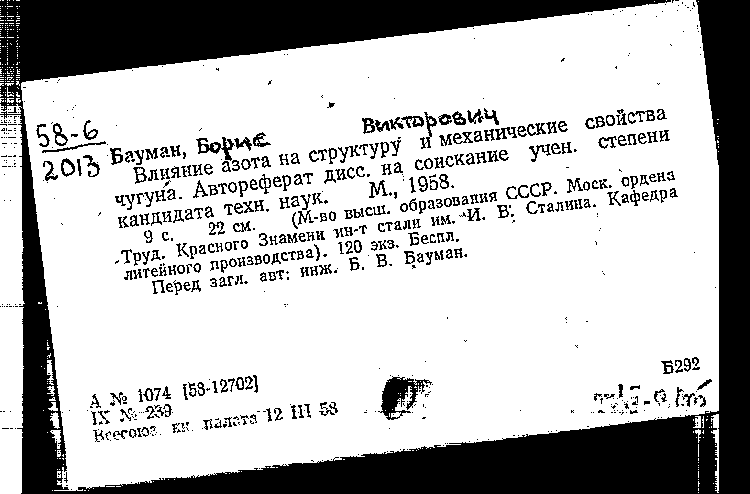 58-6
2013
Бауман, Борис Викторович
Влияние азота на структуру и механические свойства
чугуна. Автореферат дисс. на соискание учен. степени
кандидата техн. наук. М., 1958.
9 с. 22 см. (М-во высш. образования СССР. Моск. ордена
Труд. Красного Знамени ин-т стали им. И. В. Сталина. Кафедра
литейного производства). 120 экз. Беспл.
Перед загл. авт: инж. Б. В. Бауман.
А № 1074 [58-12702]
Б292
IX № 239
Всесоюз. кн. палата 12 III 58